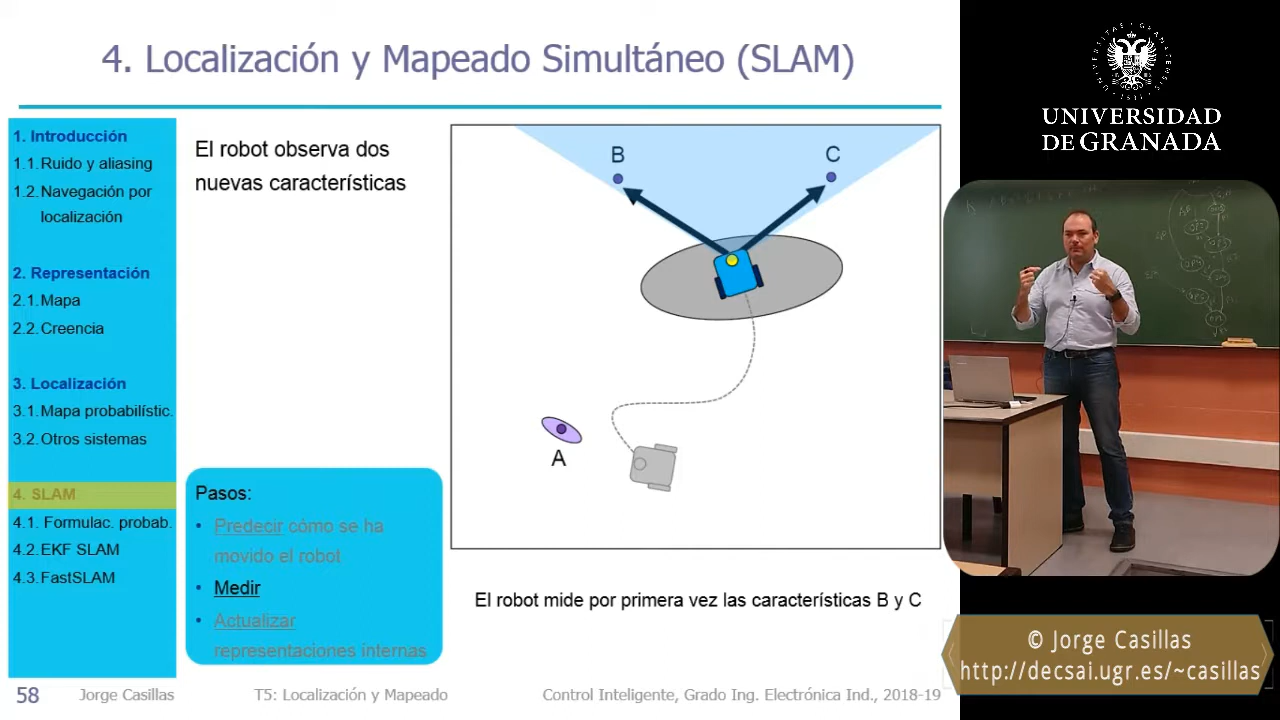 4. Localización y Mapeado Simultáneo (SLAM)
1. Introducción
1.1. Ruido y aliasing
1.2. Navegación por
localización
2. Representación
2.1. Mapa
2.2. Creencia
3. Localización
3.1. Mapa probabilístic.
3.2. Otros sistemas
4. SLAM
4.1. Formulac. probab.
4.2. EKF SLAM
4.3. FastSLAM
El robot observa dos
nuevas características
Pasos:
• Predecir cómo se ha
movido el robot
• Medir
• Actualizar
representaciones internas
B
C
A
El robot mide por primera vez las características B y C
58
Jorge Casillas
T5: Localización y Mapeado
Control Inteligente, Grado Ing. Electrónica Ind., 2018-19
UNIVERSIDAD
DE GRANADA
© Jorge Casillas
http://decsai.ugr.es/~casillas